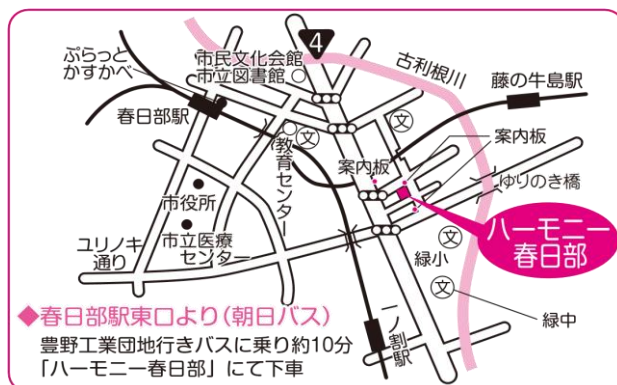 4
市民文化会館
市立図書館
ぷらっと
かすかべ
古利根川
藤の牛島駅
春日部駅
文
文
教育センター
案内板
案内板
ゆりのき橋
市役所
市立医療
センター
ユリノキ
通り
ハーモニー
春日部
緑小
文
文
緑中
一ノ割駅
◆春日部駅東口より(朝日バス)
豊野工業団地行きバスに乗り約10分
「ハーモニー春日部」にて下車